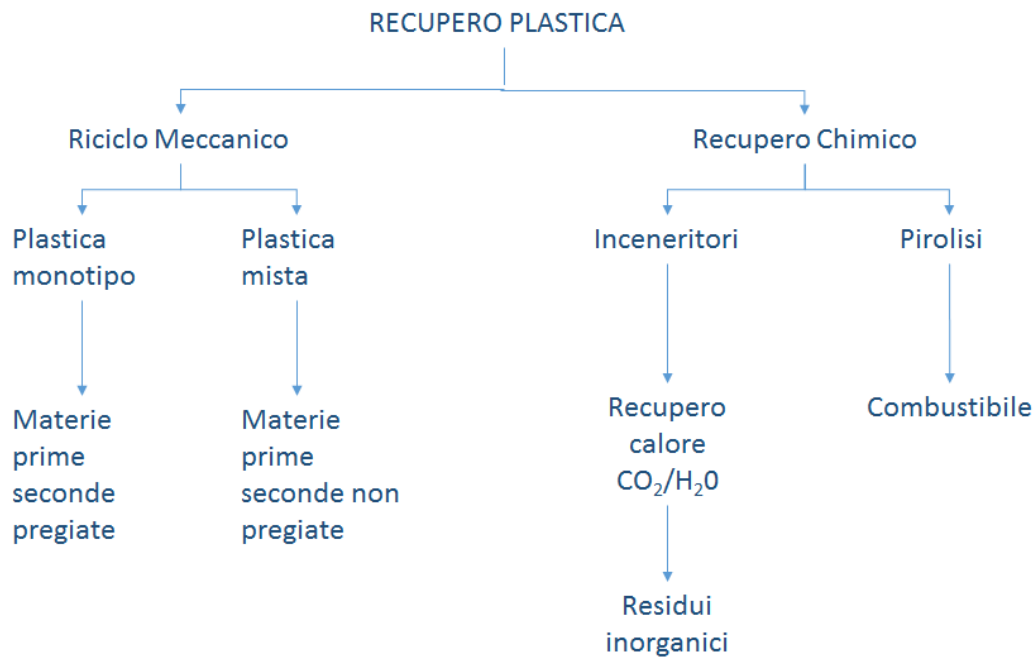 RECUPERO PLASTICA
Riciclo Meccanico
Recupero Chimico
Plastica
monotipo
Plastica
mista
Inceneritori
Pirolisi
Materie
prime
seconde
pregiate
Materie
prime
seconde non
pregiate
Recupero
calore
CO₂/H₂0
Combustibile
Residui
inorganici